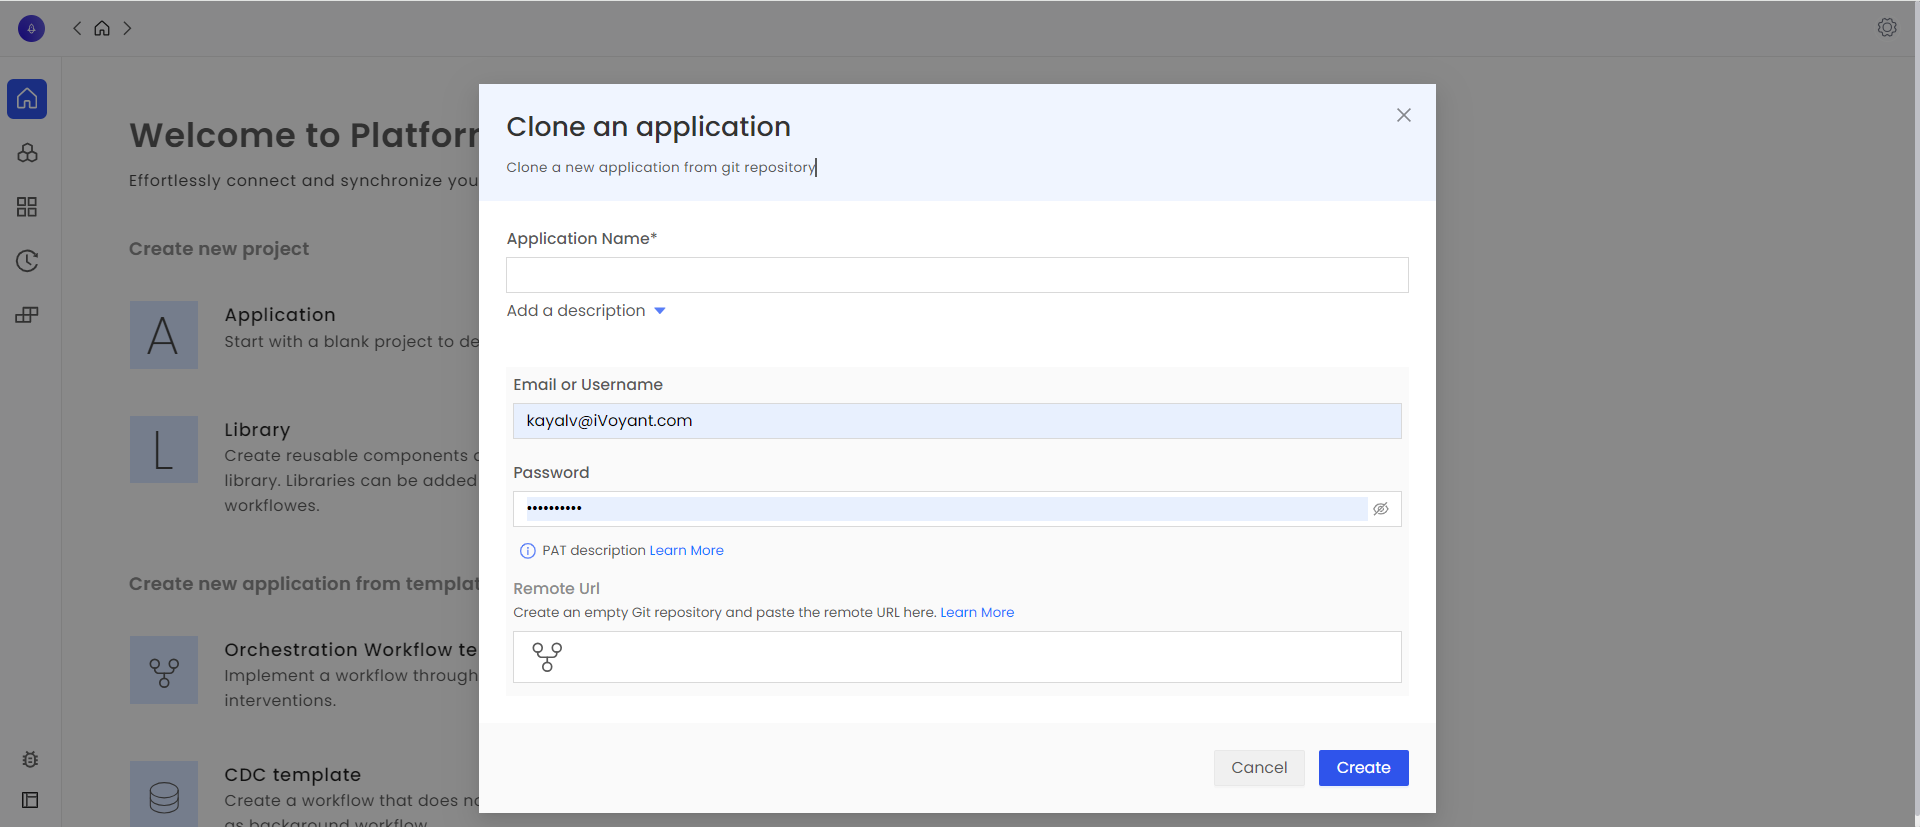 Welcome to Platfor
Effortlessly connect and synchronize you
Create new project
A
Application
Start with a blank project to de
L
Library
Create reusable components
library. Libraries can be added
workflowes.
Create new application from templat
Orchestration Workflow te
Implement a workflow through
interventions.
CDC template
Create a workflow that does
as background workflow
Clone an application
Clone a new application from git repository
Application Name*
Add a description
Email or Username
kayalv@iVoyant.com
Password
••••••••••
PAT description Learn More
Remote Url
Create an empty Git repository and paste the remote URL here. Learn More
Cancel
Create